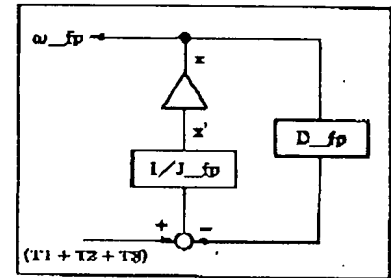 ω_fp
x
x'
D_fp
1/J_fp
+
−
(T1 + T2 + T3)